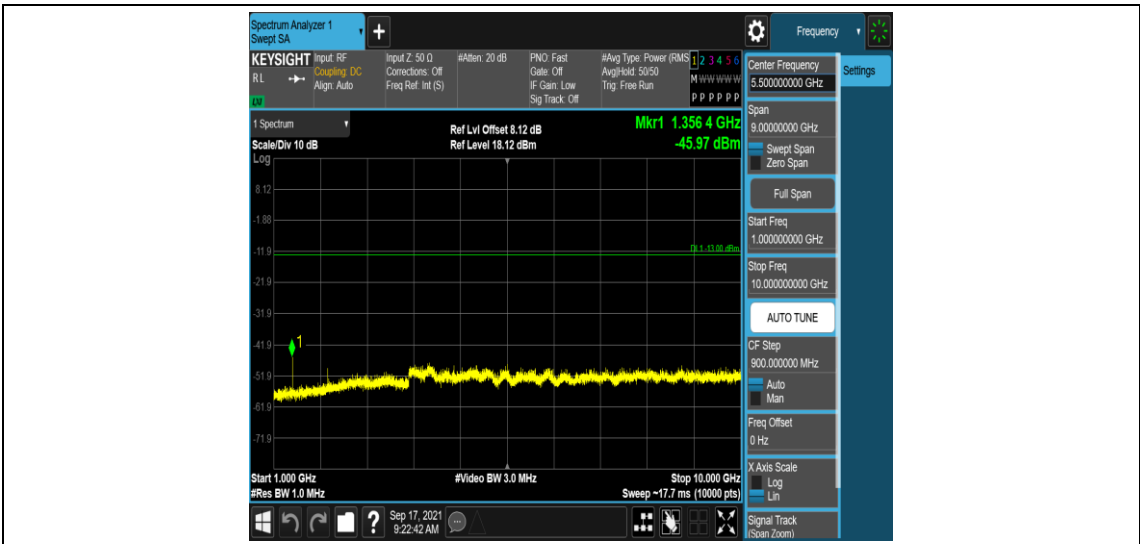 Spectrum Analyzer 1
Swept SA
+
Frequency
KEYSIGHT
RL
LXI
Input: RF
Coupling: DC
Align: Auto
Input Z: 50 Ω
Corrections: Off
Freq Ref: Int (S)
#Atten: 20 dB
PNO: Fast
Gate: Off
IF Gain: Low
Sig Track: Off
#Avg Type: Power (RMS
Avg|Hold: 50/50
Trig: Free Run
1 2 3 4 5 6
M W W W W W
P P P P P P
Center Frequency
5.500000000 GHz
Settings
Span
9.00000000 GHz
Swept Span
Zero Span
Full Span
Start Freq
1.000000000 GHz
Stop Freq
10.000000000 GHz
AUTO TUNE
CF Step
900.000000 MHz
Auto
Man
Freq Offset
0 Hz
X Axis Scale
Log
Lin
Signal Track
(Span Zoom)
1 Spectrum
Scale/Div 10 dB
Log
Ref Lvl Offset 8.12 dB
Ref Level 18.12 dBm
Mkr1 1.356 4 GHz
-45.97 dBm
8.12
-1.88
-11.9
DL1 -13.00 dBm
-21.9
-31.9
-41.9
1
-51.9
-61.9
-71.9
Start 1.000 GHz
#Res BW 1.0 MHz
#Video BW 3.0 MHz
Stop 10.000 GHz
Sweep ~17.7 ms (10000 pts)
?
Sep 17, 2021
9:22:42 AM